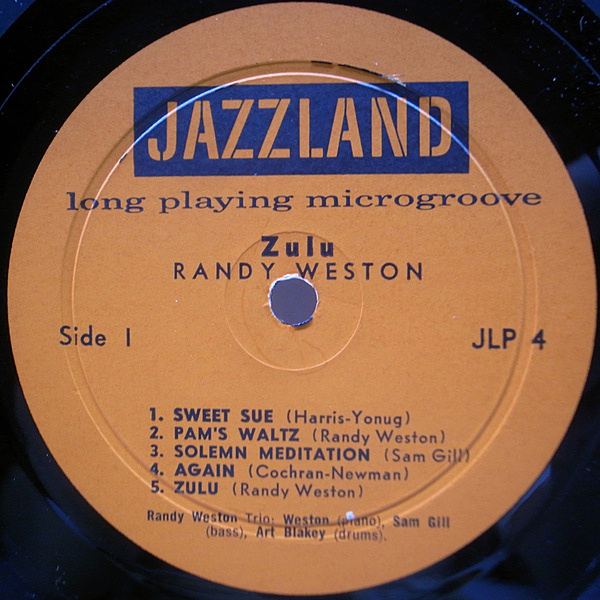 JAZZLAND
long playing microgroove
Zulu
RANDY WESTON
Side 1
JLP 4
1. SWEET SUE (Harris-Yonug)
2. PAM'S WALTZ (Randy Weston)
3. SOLEMN MEDITATION (Sam Gill)
4. AGAIN (Cochran-Newman)
5. ZULU (Randy Weston)
Randy Weston Trio: Weston (piano), Sam Gill
(bass), Art Blakey (drums).